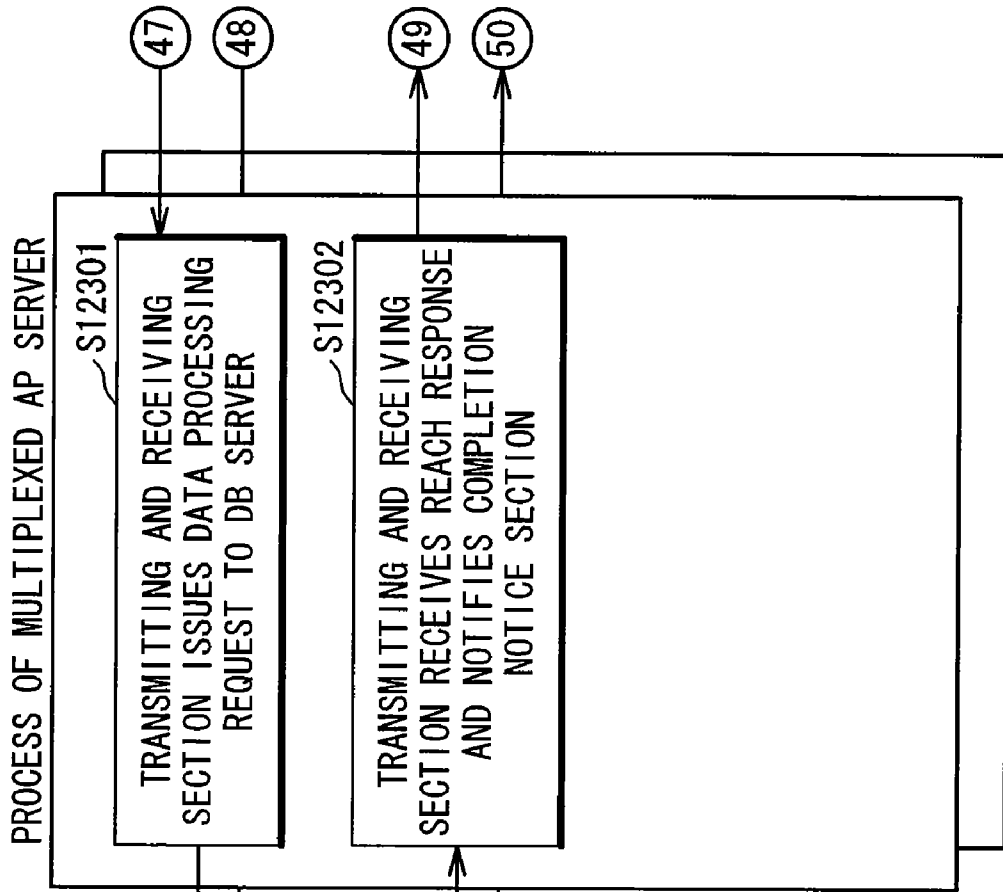 PROCESS OF MULTIPLEXED AP SERVER
S12301
TRANSMITTING AND RECEIVING
SECTION ISSUES DATA PROCESSING
REQUEST TO DB SERVER
47
48
S12302
TRANSMITTING AND RECEIVING
SECTION RECEIVES REACH RESPONSE
AND NOTIFIES COMPLETION
NOTICE SECTION
49
50